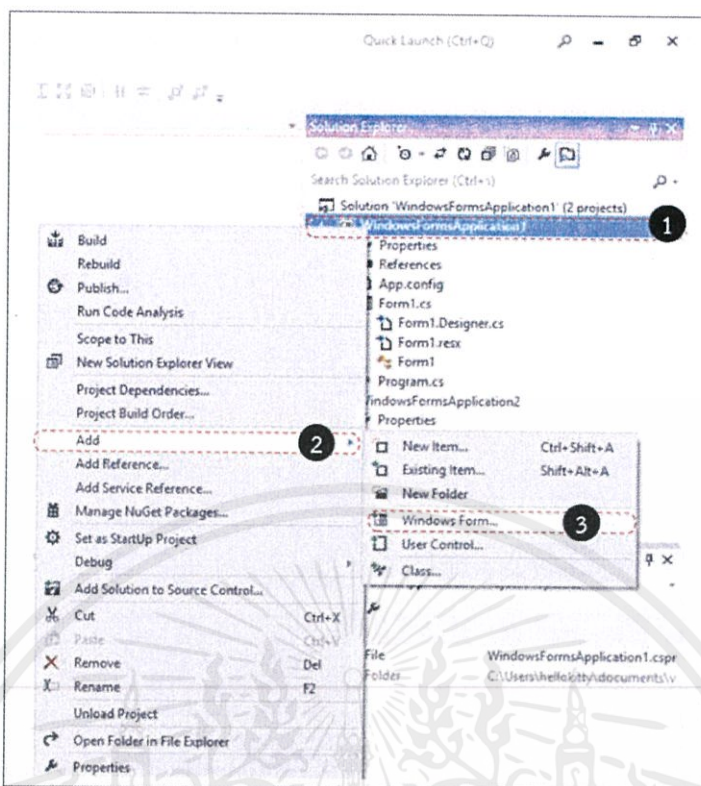 Quick Launch (Ctrl+Q)
Solution Explorer
Search Solution Explorer (Ctrl+;)
Solution 'WindowsFormsApplication1' (2 projects)
WindowsFormsApplication1
1
Properties
References
App.config
Form1.cs
Form1.Designer.cs
Form1.resx
Form1
Program.cs
indowsFormsApplication2
Properties
Build
Rebuild
Publish...
Run Code Analysis
Scope to This
New Solution Explorer View
Project Dependencies...
Project Build Order...
Add
2
Add Reference...
Add Service Reference...
Manage NuGet Packages...
Set as StartUp Project
Debug
Add Solution to Source Control...
Cut Ctrl+X
Paste Ctrl+V
Remove Del
Rename F2
Unload Project
Open Folder in File Explorer
Properties
New Item... Ctrl+Shift+A
Existing Item... Shift+Alt+A
New Folder
Windows Form...
3
User Control...
Class...
File WindowsFormsApplication1.cspr
Folder C:\Users\hellokitty\documents\v